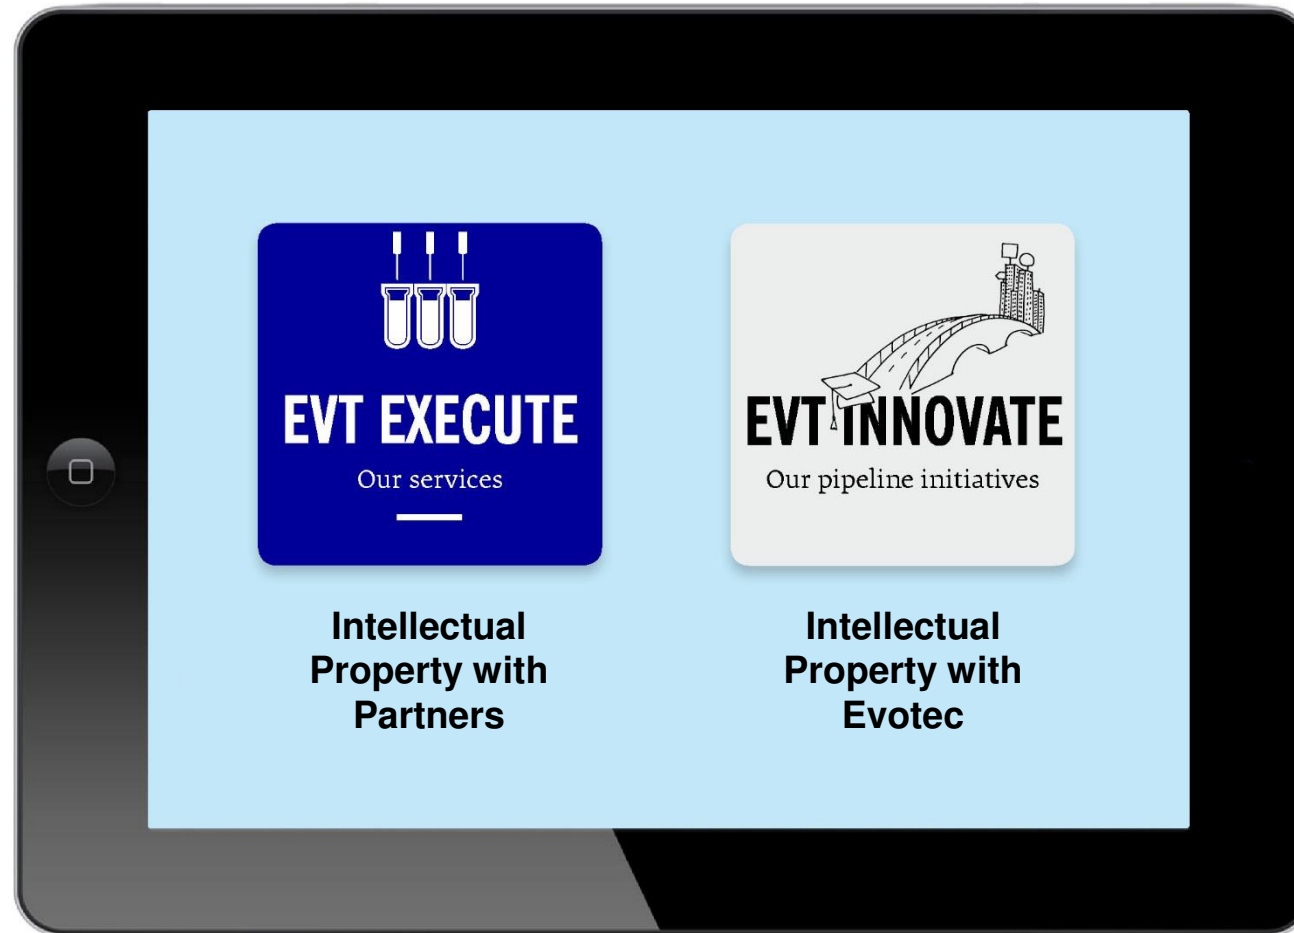 EVT EXECUTE
Our services
Intellectual
Property with
Partners
EVT INNOVATE
Our pipeline initiatives
Intellectual
Property with
Evotec